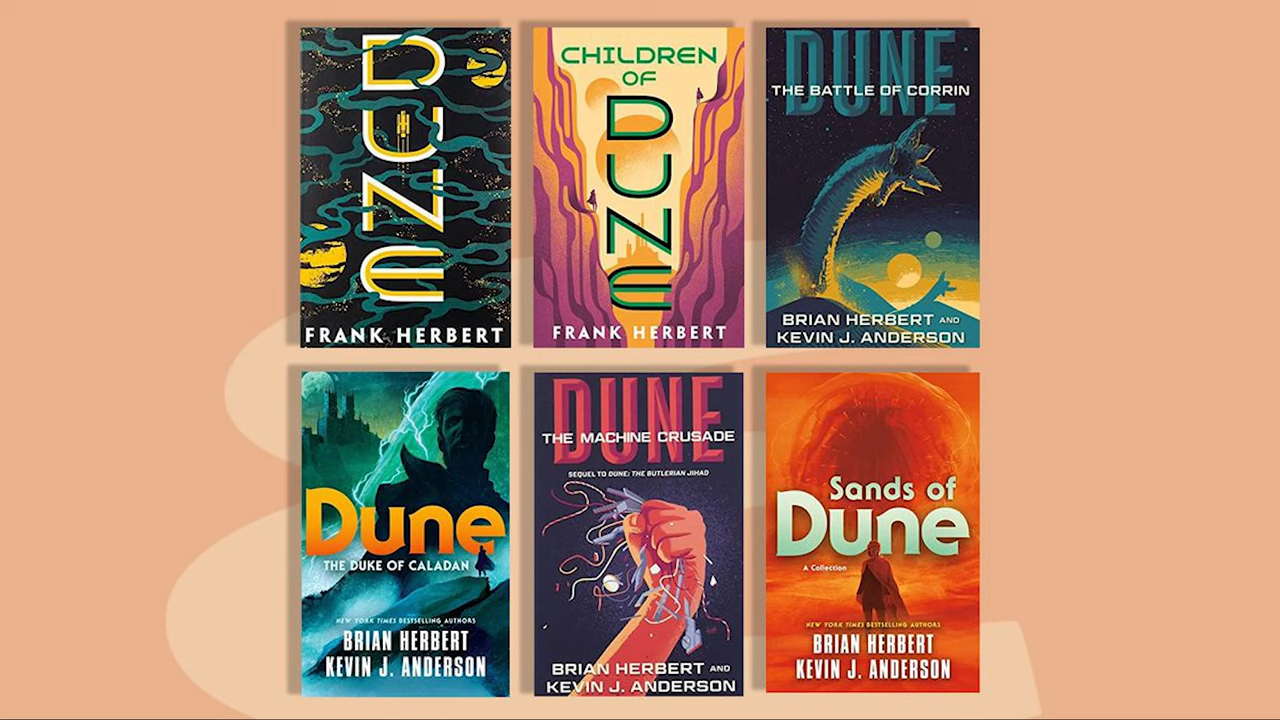 DUNE
FRANK HERBERT
CHILDREN
OF
DUNE
FRANK HERBERT
DUNE
THE BATTLE OF CORRIN
BRIAN HERBERT AND
KEVIN J. ANDERSON
Dune
THE DUKE OF CALADAN
NEW YORK TIMES BESTSELLING AUTHORS
BRIAN HERBERT
KEVIN J. ANDERSON
DUNE
THE MACHINE CRUSADE
SEQUEL TO DUNE: THE BUTLERIAN JIHAD
BRIAN HERBERT AND
KEVIN J. ANDERSON
Sands of
Dune
A Collection
NEW YORK TIMES BESTSELLING AUTHORS
BRIAN HERBERT
KEVIN J. ANDERSON